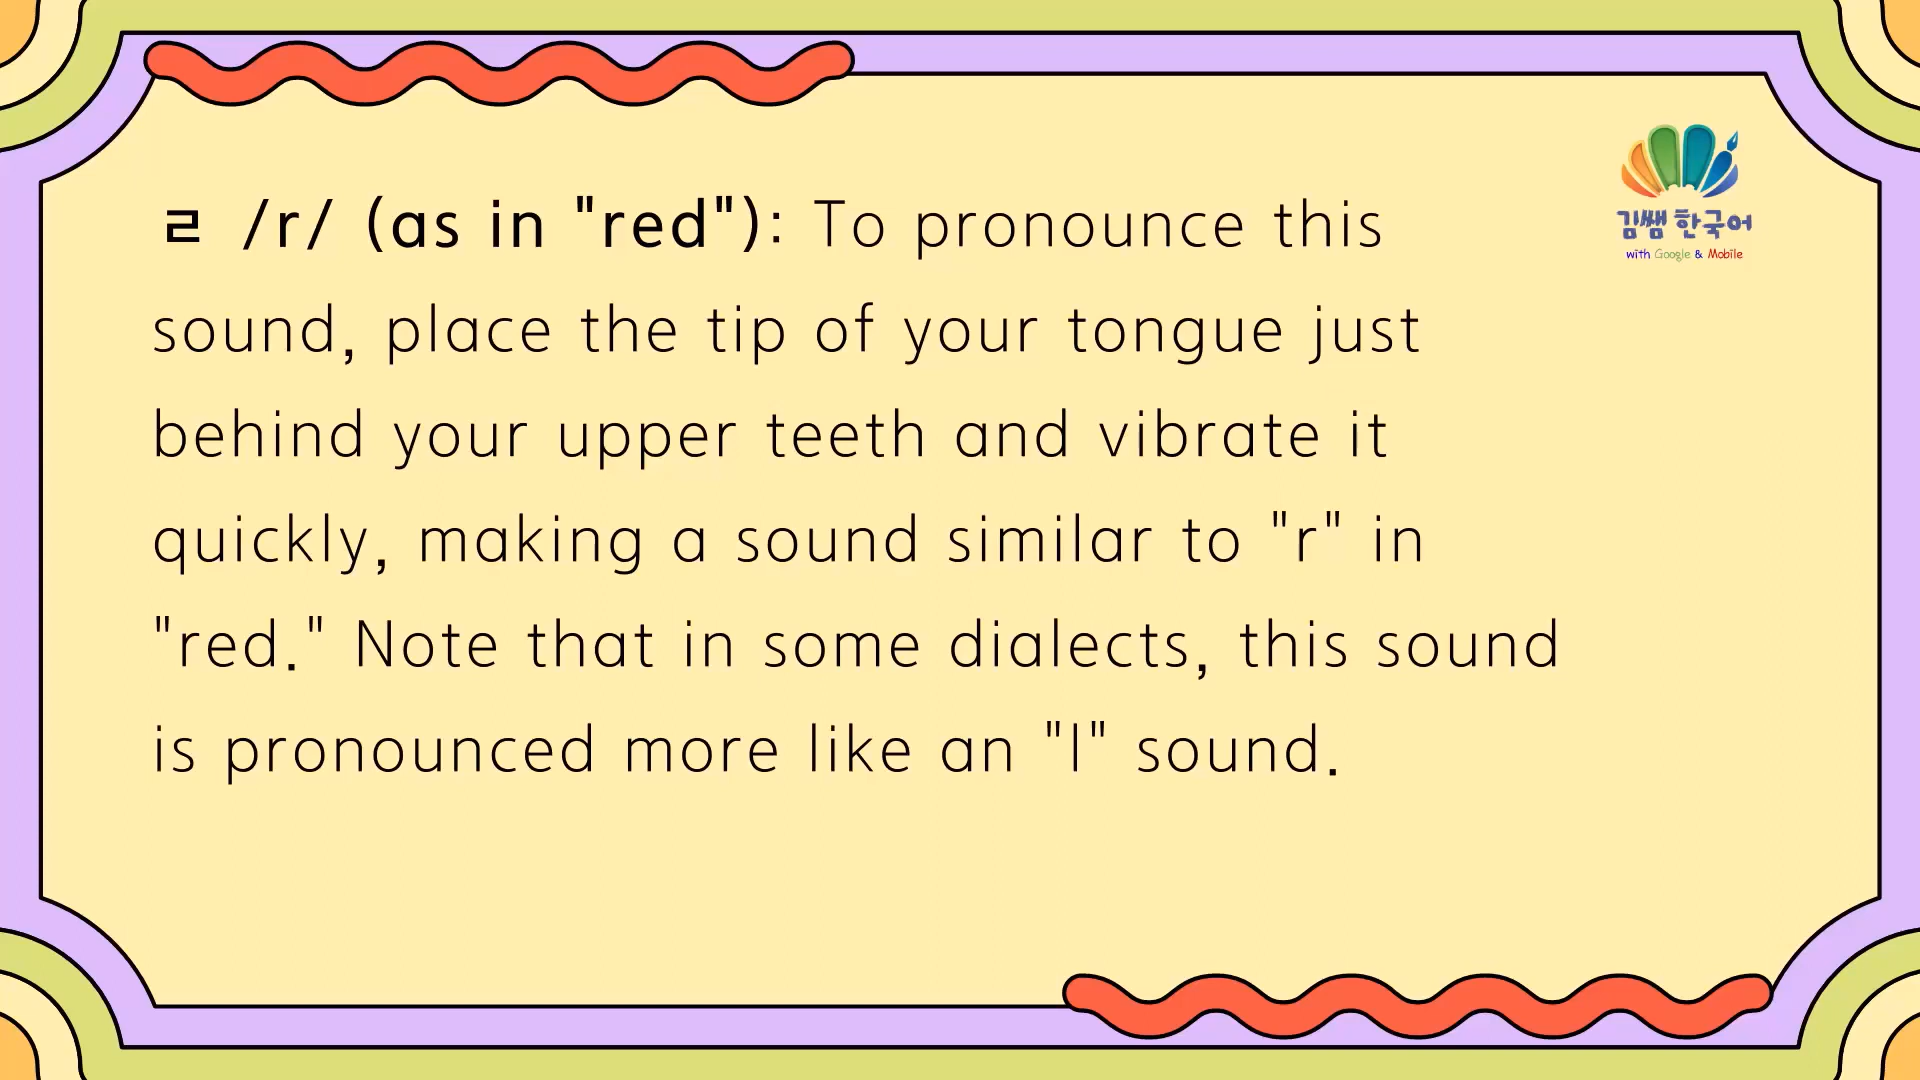 ㄹ /r/ (as in "red"): To pronounce this
sound, place the tip of your tongue just
behind your upper teeth and vibrate it
quickly, making a sound similar to "r" in
"red." Note that in some dialects, this sound
is pronounced more like an "l" sound.
김쌤 한국어
with Google & Mobile